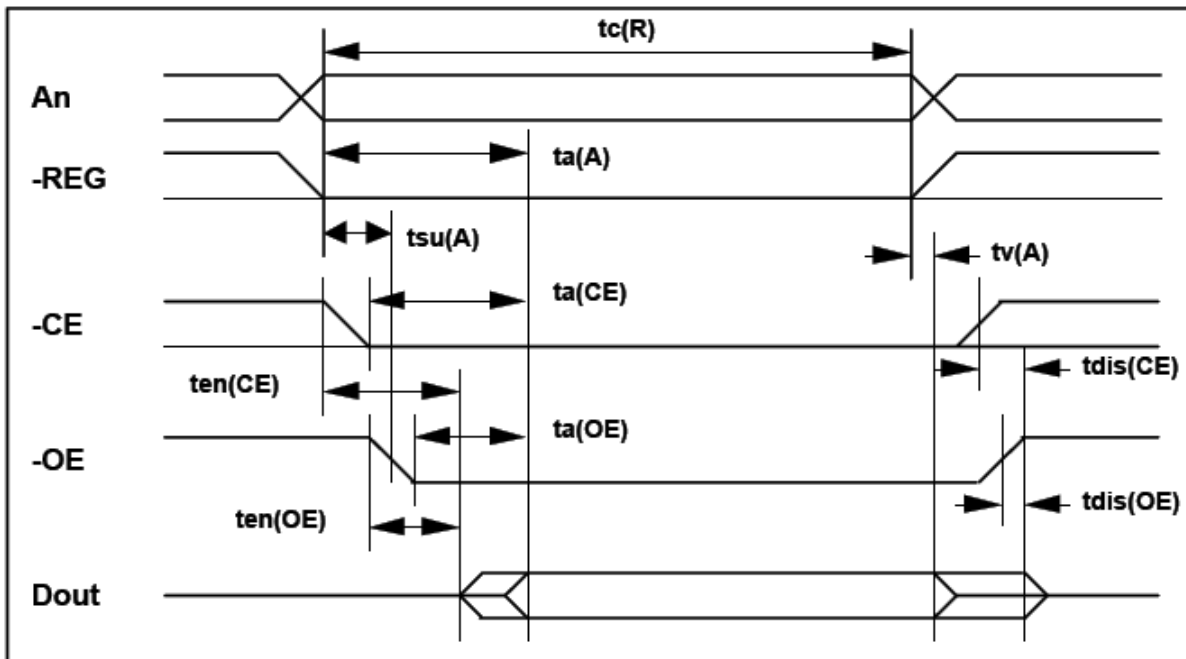 tc(R)
An
ta(A)
-REG
tsu(A)
tv(A)
ta(CE)
-CE
tdis(CE)
ten(CE)
ta(OE)
-OE
tdis(OE)
ten(OE)
Dout